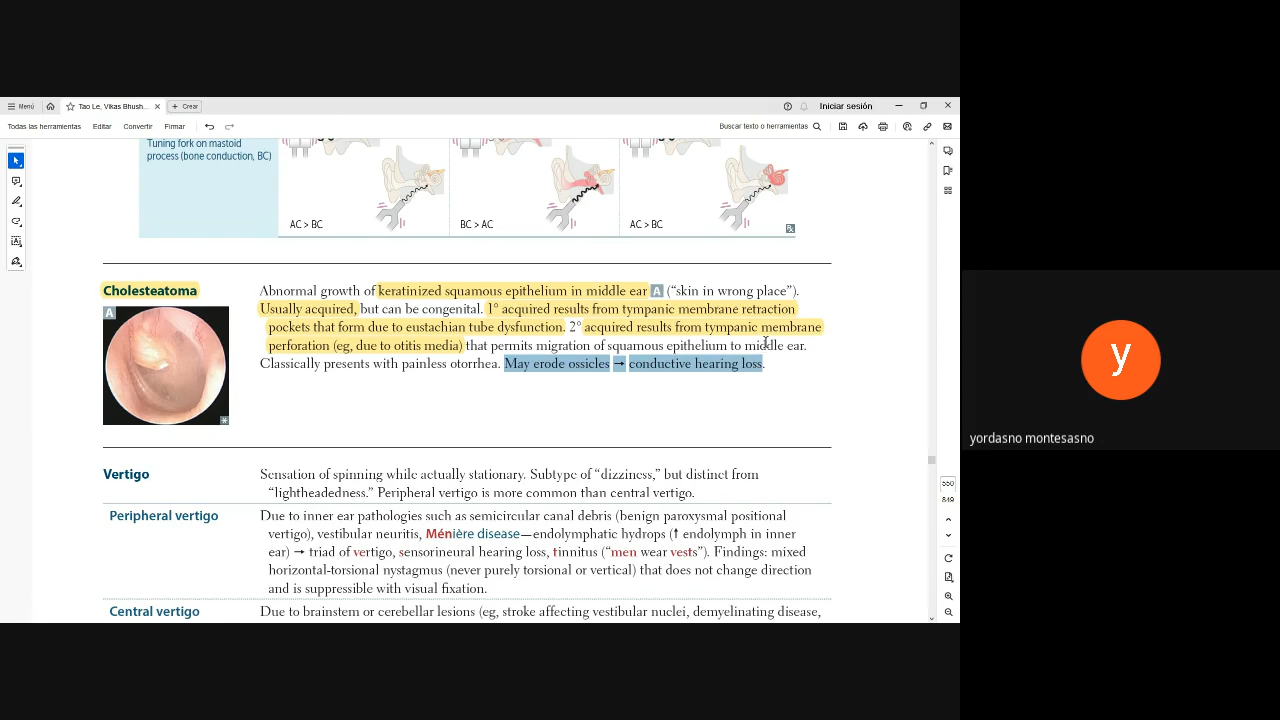 Menú
Tao Le, Vikas Bhush...
Crear
Iniciar sesión
Todas las herramientas
Editar
Convertir
Firmar
Buscar texto o herramientas
Tuning fork on mastoid
process (bone conduction, BC)
AC > BC
BC > AC
AC > BC
Cholesteatoma
Abnormal growth of keratinized squamous epithelium in middle ear A (“skin in wrong place”).
Usually acquired, but can be congenital. 1° acquired results from tympanic membrane retraction
pockets that form due to eustachian tube dysfunction. 2° acquired results from tympanic membrane
perforation (eg, due to otitis media) that permits migration of squamous epithelium to middle ear.
Classically presents with painless otorrhea. May erode ossicles → conductive hearing loss.
A
Vertigo
Sensation of spinning while actually stationary. Subtype of “dizziness,” but distinct from
“lightheadedness.” Peripheral vertigo is more common than central vertigo.
Peripheral vertigo
Due to inner ear pathologies such as semicircular canal debris (benign paroxysmal positional
vertigo), vestibular neuritis, Ménière disease—endolymphatic hydrops (↑ endolymph in inner
ear) → triad of vertigo, sensorineural hearing loss, tinnitus (“men wear vests”). Findings: mixed
horizontal-torsional nystagmus (never purely torsional or vertical) that does not change direction
and is suppressible with visual fixation.
Central vertigo
Due to brainstem or cerebellar lesions (eg, stroke affecting vestibular nuclei, demyelinating disease,
550
849
y
yordasno montesasno